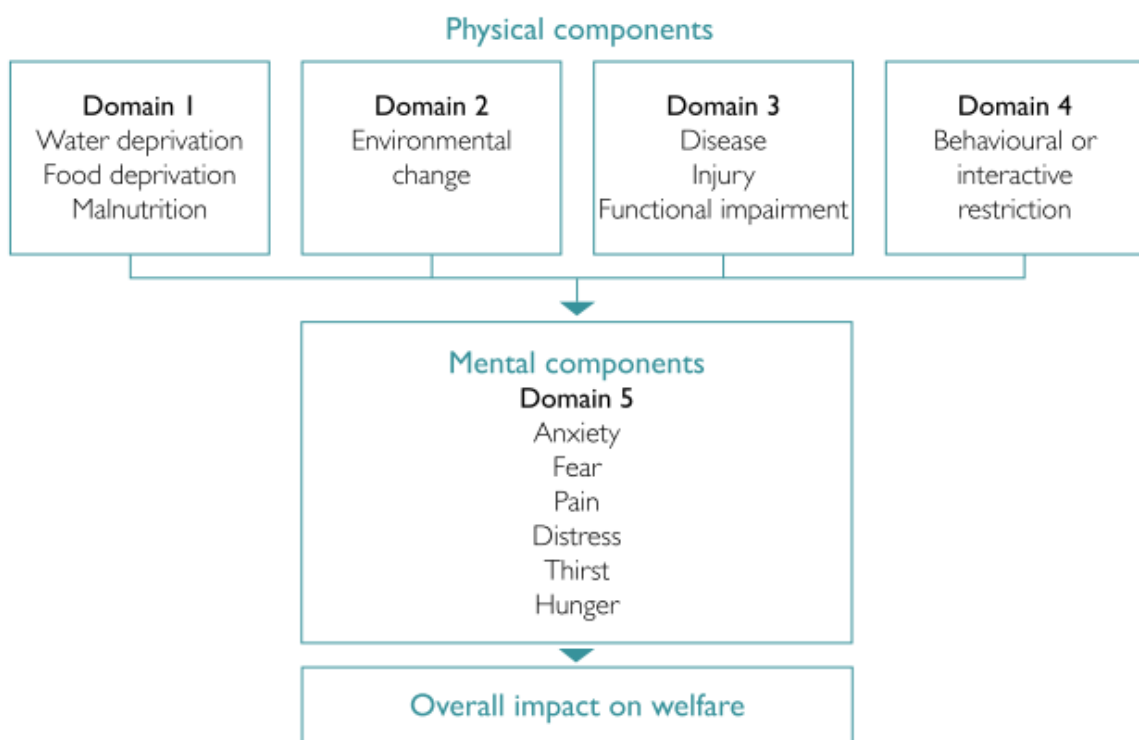 Physical components
Domain 1
Water deprivation
Food deprivation
Malnutrition
Domain 2
Environmental
change
Domain 3
Disease
Injury
Functional impairment
Domain 4
Behavioural or
interactive
restriction
Mental components
Domain 5
Anxiety
Fear
Pain
Distress
Thirst
Hunger
Overall impact on welfare